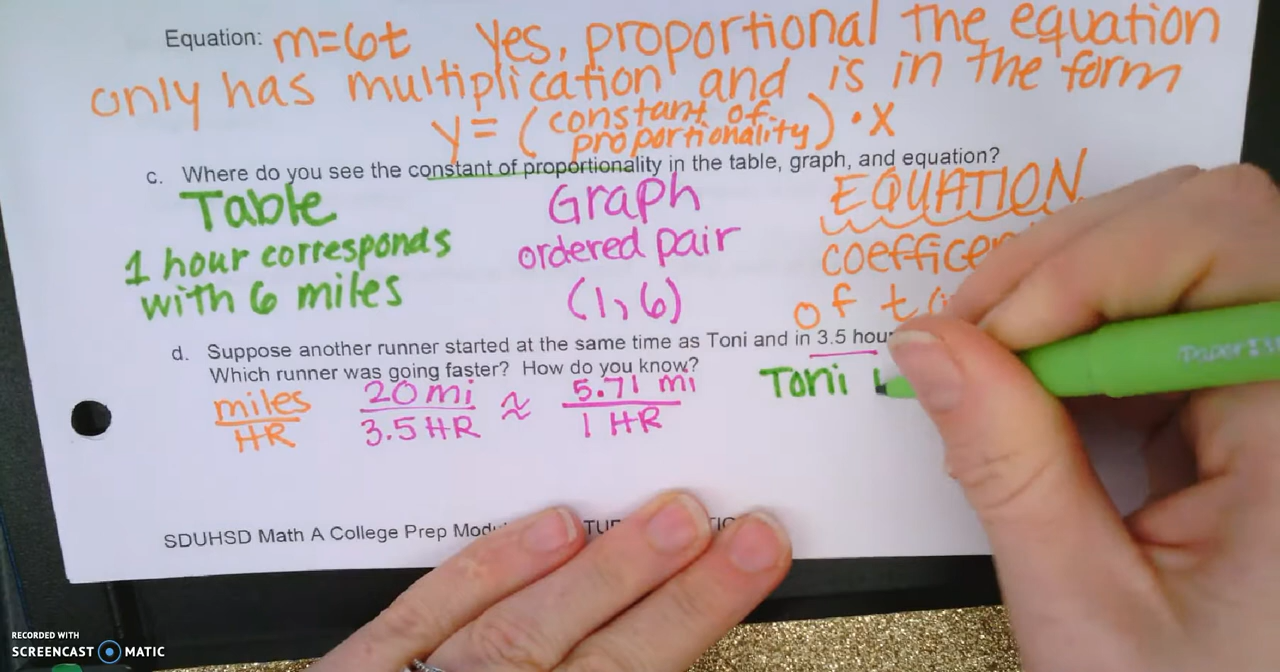 Equation: m=6t Yes, proportional the equation
only has multiplication and is in the form
y = (constant of proportionality) • x
c. Where do you see the constant of proportionality in the table, graph, and equation?
Table Graph EQUATION
1 hour corresponds ordered pair
with 6 miles (1,6) of t
d. Suppose another runner started at the same time as Toni and in 3.5
Which runner was going faster? How do you know?
miles/HR 20 mi/3.5 HR ≈ 5.71 mi/1 HR Toni
SDUHSD Math A College Prep
RECORDED WITH
SCREENCAST MATIC